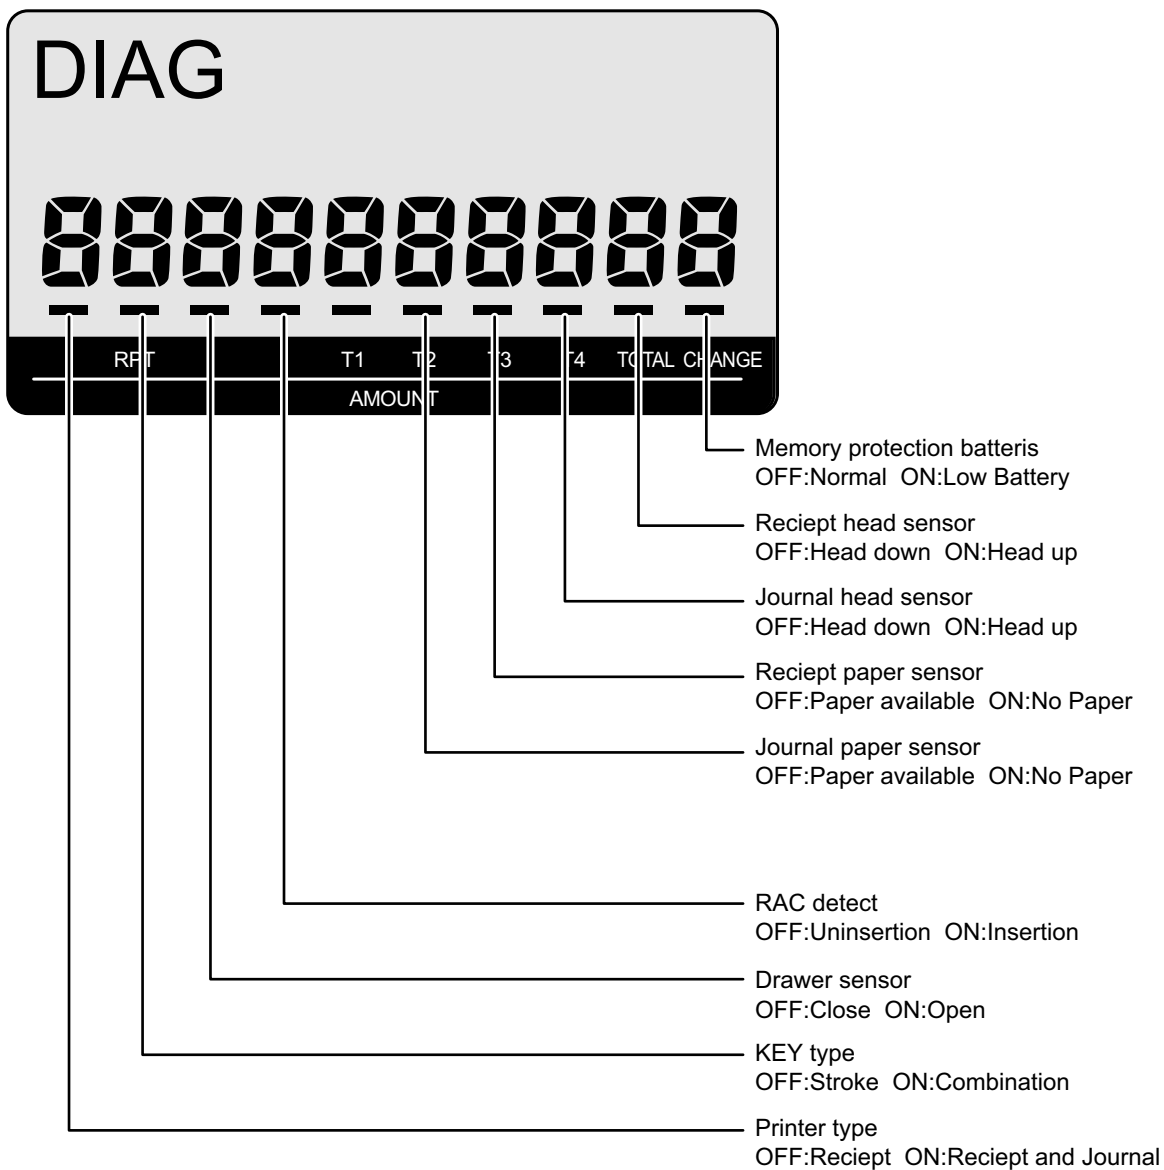 DIAG
8888888888
RPT T1 T2 T3 T4 TOTAL CHANGE
AMOUNT
Memory protection batteris
OFF:Normal ON:Low Battery
Reciept head sensor
OFF:Head down ON:Head up
Journal head sensor
OFF:Head down ON:Head up
Reciept paper sensor
OFF:Paper available ON:No Paper
Journal paper sensor
OFF:Paper available ON:No Paper
RAC detect
OFF:Uninsertion ON:Insertion
Drawer sensor
OFF:Close ON:Open
KEY type
OFF:Stroke ON:Combination
Printer type
OFF:Reciept ON:Reciept and Journal